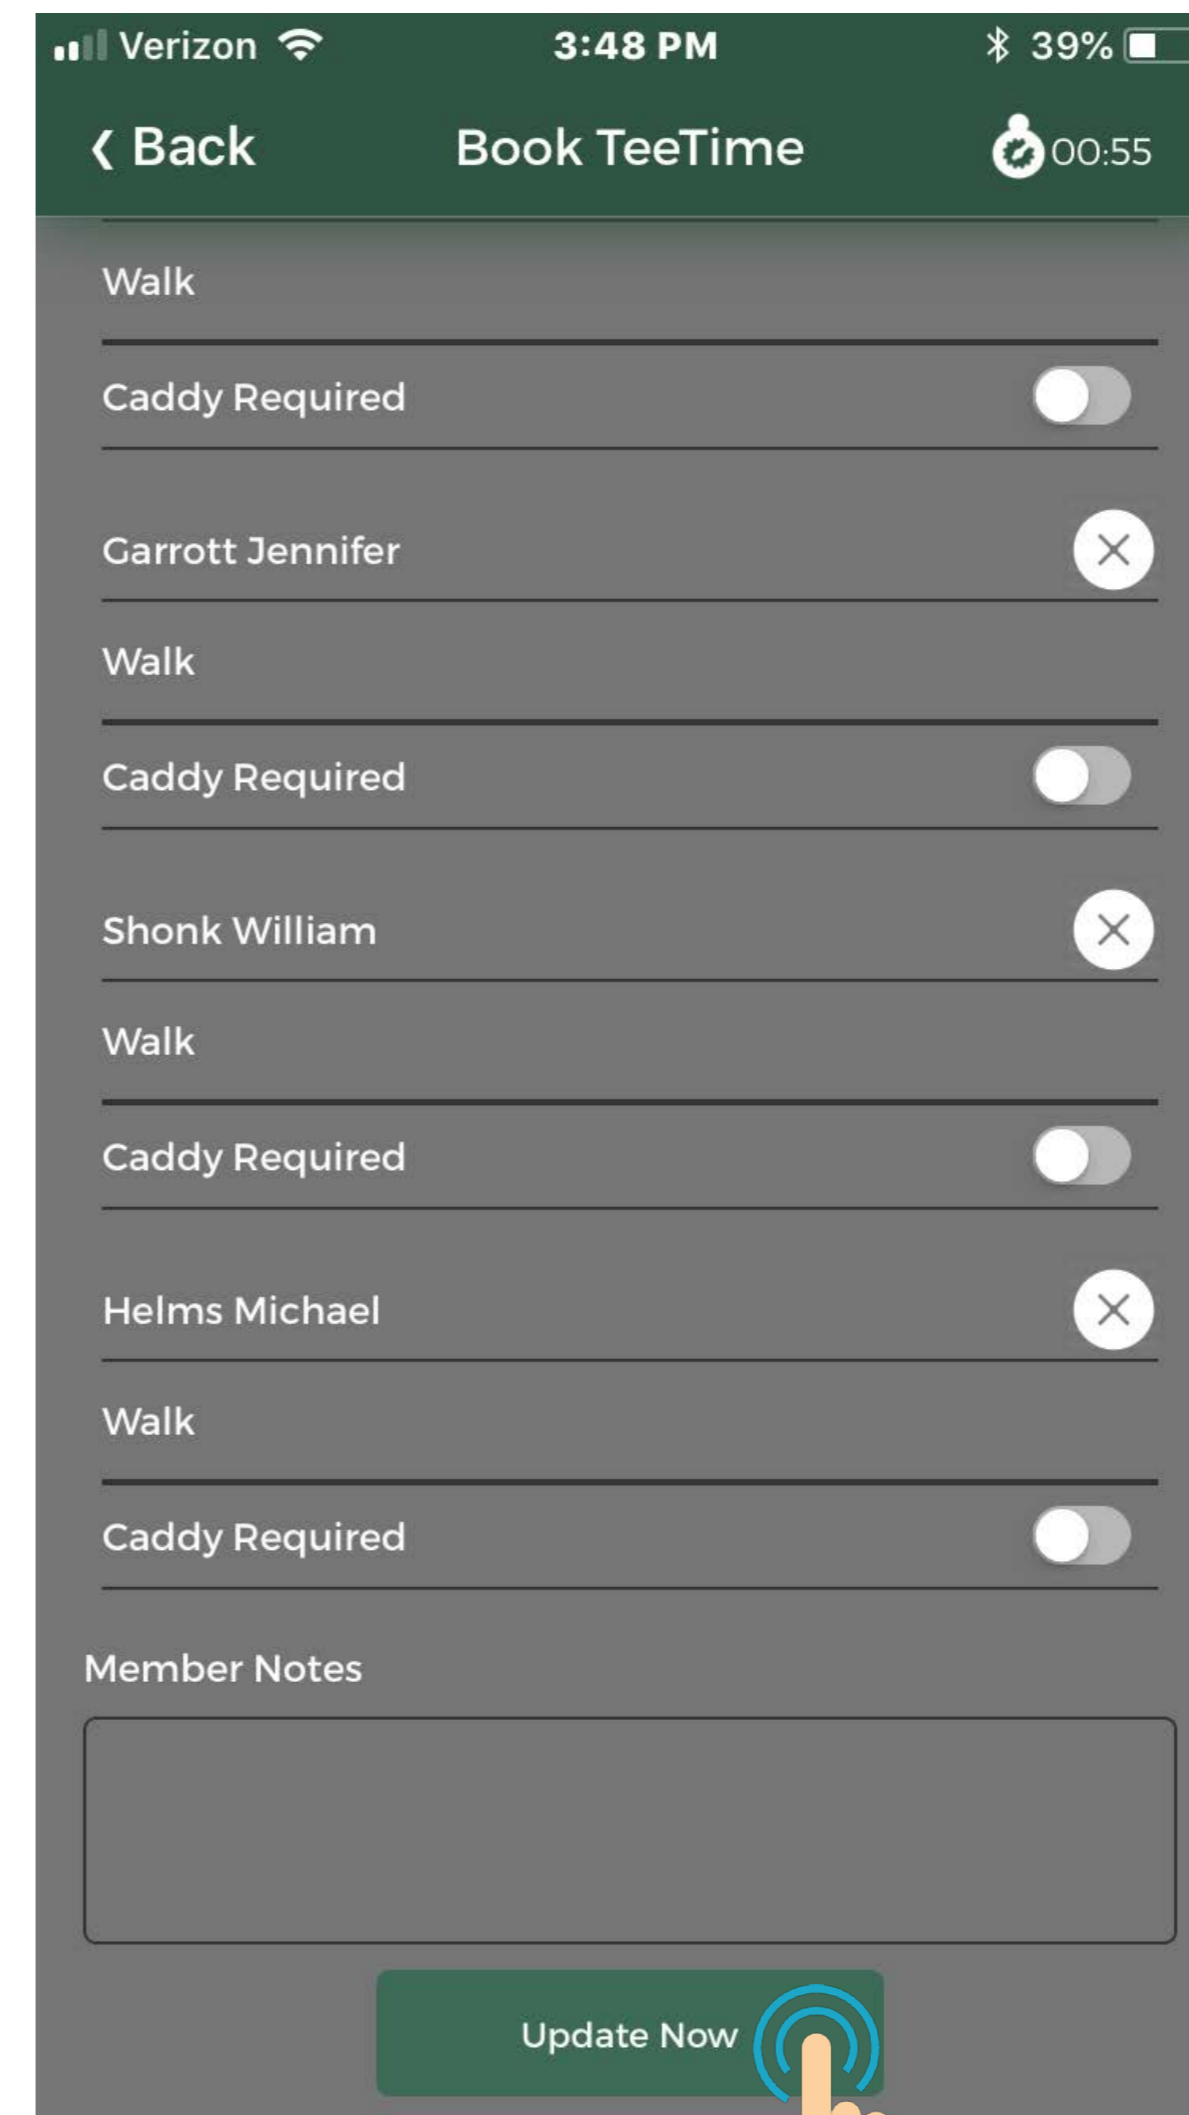 Verizon 3:48 PM 39%
Back Book TeeTime 00:55
Walk
Caddy Required
Garrott Jennifer
Walk
Caddy Required
Shonk William
Walk
Caddy Required
Helms Michael
Walk
Caddy Required
Member Notes
Update Now